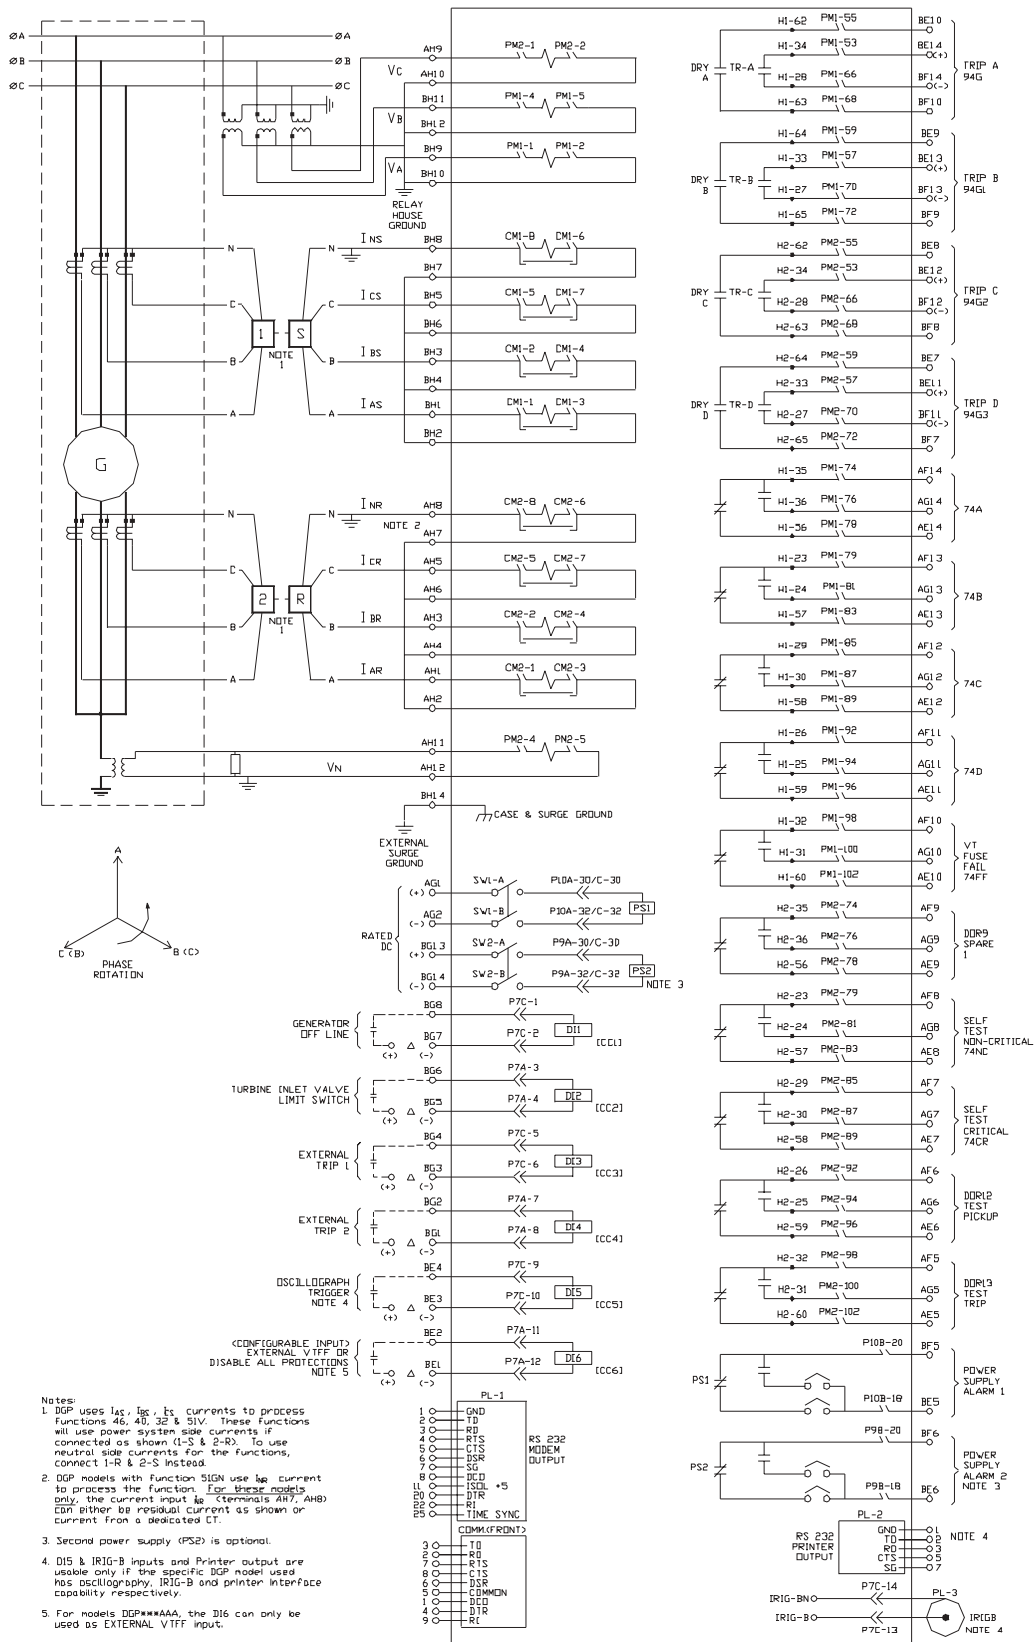 ØA
ØB
ØC
ØA
ØB
ØC
AH9 PM2-1 PM2-2
VC
AH10
BH11 PM1-4 PM1-5
VB
BH12
BH9 PM1-1 PM1-2
VA
BH10
RELAY
HOUSE
GROUND
N N INS BH8 CM1-8 CM1-6
BH7
C C ICS BH5 CM1-5 CM1-7
BH6
1 S
NOTE
1
B B IBS BH3 CM1-2 CM1-4
BH4
A A IAS BH1 CM1-1 CM1-3
BH2
G
N N INR AH8 CM2-8 CM2-6
NOTE 2
AH7
C C ICR AH5 CM2-5 CM2-7
AH6
2 R
NOTE
1
B B IBR AH3 CM2-2 CM2-4
AH4
A A IAR AH1 CM2-1 CM2-3
AH2
AH11 PM2-4 PM2-5
VN
AH12
BH14
CASE & SURGE GROUND
EXTERNAL
SURGE
GROUND
A
C (B)
B (C)
PHASE
ROTATION
RATED
DC
(+) AG1 SW1-A P10A-30/C-30
PS1
(-) AG2 SW1-B P10A-32/C-32
(+) BG13 SW2-A P9A-30/C-30
PS2
(-) BG14 SW2-B P9A-32/C-32
NOTE 3
GENERATOR
OFF LINE
BG8 P7C-1
DI1
BG7 P7C-2
[CC1]
(+) Δ (-)
TURBINE INLET VALVE
LIMIT SWITCH
BG6 P7A-3
DI2
BG5 P7A-4
[CC2]
(+) Δ (-)
EXTERNAL
TRIP 1
BG4 P7C-5
DI3
BG3 P7C-6
[CC3]
(+) Δ (-)
EXTERNAL
TRIP 2
BG2 P7A-7
DI4
BG1 P7A-8
[CC4]
(+) Δ (-)
OSCILLOGRAPH
TRIGGER
NOTE 4
BE4 P7C-9
DI5
BE3 P7C-10
[CC5]
(+) Δ (-)
(CONFIGURABLE INPUT)
EXTERNAL VTFF OR
DISABLE ALL PROTECTIONS
NOTE 5
BE2 P7A-11
DI6
BE1 P7A-12
[CC6]
(+) Δ (-)
Notes:
1. DGP uses IAS, IBS, ICS currents to process
functions 46, 40, 32 & 51V. These functions
will use power system side currents if
connected as shown (1-S & 2-R). To use
neutral side currents for the functions,
connect 1-R & 2-S instead.
2. DGP models with function 51GN use INR current
to process the function. For these models
only, the current input INR (terminals AH7, AH8)
can either be residual current as shown or
current from a dedicated CT.
3. Second power supply (PS2) is optional.
4. DI5 & IRIG-B inputs and Printer output are
usable only if the specific DGP model used
has oscillography, IRIG-B and printer interface
capability respectively.
5. For models DGP***AAA, the DI6 can only be
used as EXTERNAL VTFF input.
PL-1
1 GND
2 TD
3 RD
4 RTS
5 CTS
6 DSR
7 SG
8 DCD
11 ISOL +5
20 DTR
22 RI
25 TIME SYNC
RS 232
MODEM
OUTPUT
COMM.(FRONT)
3 TD
2 RD
7 RTS
8 CTS
6 DSR
5 COMMON
1 DCD
4 DTR
9 RI
H1-62 PM1-55 BE10
H1-34 PM1-53 BE14 (+)
DRY
A
TR-A
H1-28 PM1-66 BF14 (-)
H1-63 PM1-68 BF10
TRIP A
94G
H1-64 PM1-59 BE9
H1-33 PM1-57 BE13 (+)
DRY
B
TR-B
H1-27 PM1-70 BF13 (-)
H1-65 PM1-72 BF9
TRIP B
94G1
H2-62 PM2-55 BE8
H2-34 PM2-53 BE12 (+)
DRY
C
TR-C
H2-28 PM2-66 BF12 (-)
H2-63 PM2-68 BF8
TRIP C
94G2
H2-64 PM2-59 BE7
H2-33 PM2-57 BE11 (+)
DRY
D
TR-D
H2-27 PM2-70 BF11 (-)
H2-65 PM2-72 BF7
TRIP D
94G3
H1-35 PM1-74 AF14
H1-36 PM1-76 AG14
H1-56 PM1-78 AE14
74A
H1-23 PM1-79 AF13
H1-24 PM1-81 AG13
H1-57 PM1-83 AE13
74B
H1-29 PM1-85 AF12
H1-30 PM1-87 AG12
H1-58 PM1-89 AE12
74C
H1-26 PM1-92 AF11
H1-25 PM1-94 AG11
H1-59 PM1-96 AE11
74D
H1-32 PM1-98 AF10
H1-31 PM1-100 AG10
H1-60 PM1-102 AE10
VT
FUSE
FAIL
74FF
H2-35 PM2-74 AF9
H2-36 PM2-76 AG9
H2-56 PM2-78 AE9
DOR9
SPARE
1
H2-23 PM2-79 AF8
H2-24 PM2-81 AG8
H2-57 PM2-83 AE8
SELF
TEST
NON-CRITICAL
74NC
H2-29 PM2-85 AF7
H2-30 PM2-87 AG7
H2-58 PM2-89 AE7
SELF
TEST
CRITICAL
74CR
H2-26 PM2-92 AF6
H2-25 PM2-94 AG6
H2-59 PM2-96 AE6
DOR12
TEST
PICKUP
H2-32 PM2-98 AF5
H2-31 PM2-100 AG5
H2-60 PM2-102 AE5
DOR13
TEST
TRIP
P10B-20 BF5
PS1
P10B-18 BE5
POWER
SUPPLY
ALARM 1
P9B-20 BF6
PS2
P9B-18 BE6
POWER
SUPPLY
ALARM 2
NOTE 3
PL-2
RS 232
PRINTER
OUTPUT
GND 1
TD 2
RD 3
CTS 5
SG 7
NOTE 4
IRIG-BN P7C-14
PL-3
IRIG-B P7C-13
IRIGB
NOTE 4